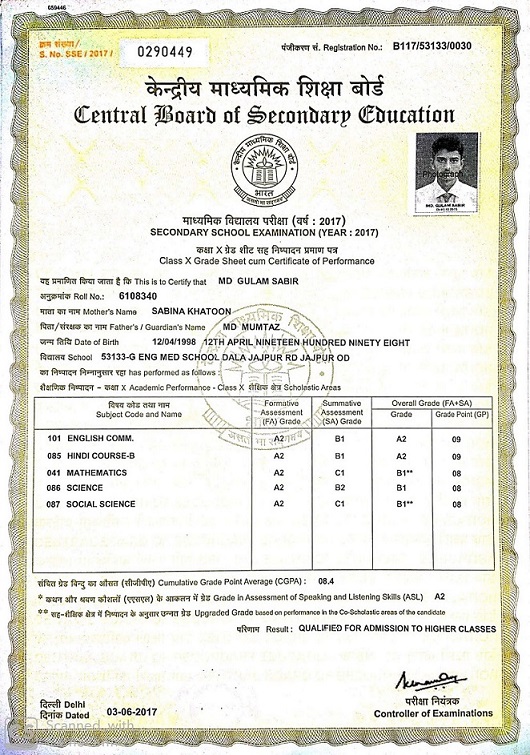 059446
क्रम संख्या/
S. No. SSE / 2017 / 0290449
पंजीकरण सं. Registration No.: B117/53133/0030
केन्द्रीय माध्यमिक शिक्षा बोर्ड
Central Board of Secondary Education
केन्द्रीय माध्यमिक शिक्षा बोर्ड
भारत
Photograph
MD. GULAM SABIR
माध्यमिक विद्यालय परीक्षा (वर्ष : 2017)
SECONDARY SCHOOL EXAMINATION (YEAR : 2017)
कक्षा X ग्रेड शीट सह निष्पादन प्रमाण पत्र
Class X Grade Sheet cum Certificate of Performance
यह प्रमाणित किया जाता है कि This is to Certify that MD GULAM SABIR
अनुक्रमांक Roll No.: 6108340
माता का नाम Mother's Name SABINA KHATOON
पिता/संरक्षक का नाम Father's / Guardian's Name MD MUMTAZ
जन्म तिथि Date of Birth 12/04/1998 12TH APRIL NINETEEN HUNDRED NINETY EIGHT
विद्यालय School 53133-G ENG MED SCHOOL DALA JAJPUR RD JAJPUR OD
का निष्पादन निम्नानुसार रहा has performed as follows :
शैक्षणिक निष्पादन - कक्षा X Academic Performance - Class X शैक्षिक क्षेत्र Scholastic Areas
विषय कोड तथा नाम
Subject Code and Name
Formative Assessment (FA) Grade
Summative Assessment (SA) Grade
Overall Grade (FA+SA)
Grade Grade Point (GP)
101 ENGLISH COMM. A2 B1 A2 09
085 HINDI COURSE-B A2 B1 A2 09
041 MATHEMATICS A2 C1 B1** 08
086 SCIENCE A2 B2 B1 08
087 SOCIAL SCIENCE A2 C1 B1** 08
संचित ग्रेड बिन्दु का औसत (सीजीपीए) Cumulative Grade Point Average (CGPA) : 08.4
* कथन और श्रवण कौशलों (एएसएल) के आकलन में ग्रेड Grade in Assessment of Speaking and Listening Skills (ASL) A2
** सह-शैक्षिक क्षेत्र में निष्पादन के अनुसार उन्नत ग्रेड Upgraded Grade based on performance in the Co-Scholastic areas of the candidate
परिणाम Result : QUALIFIED FOR ADMISSION TO HIGHER CLASSES
दिल्ली Delhi
दिनांक Dated 03-06-2017
परीक्षा नियंत्रक
Controller of Examinations
Scanned with